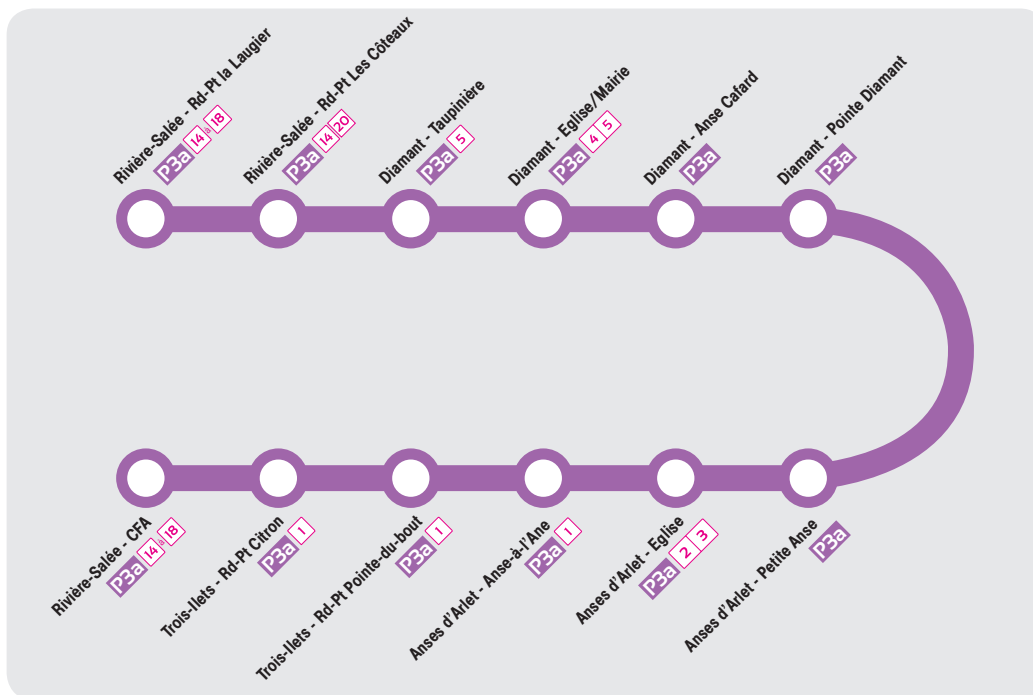 Rivière-Salée - Rd-Pt la Laugier
P3a 14 à 18
Rivière-Salée - Rd-Pt Les Côteaux
P3a 14 20
Diamant - Taupinière
P3a 5
Diamant - Eglise/Mairie
P3a 4 5
Diamant - Anse Cafard
P3a
Diamant - Pointe Diamant
P3a
Rivière-Salée - CFA
P3a 14 à 18
Trois-Ilets - Rd-Pt Citron
P3a 1
Trois-Ilets - Rd-Pt Pointe-du-bout
P3a 1
Anses d'Arlet - Anse-à-l'Ane
P3a 1
Anses d'Arlet - Eglise
P3a 2 3
Anses d'Arlet - Petite Anse
P3a